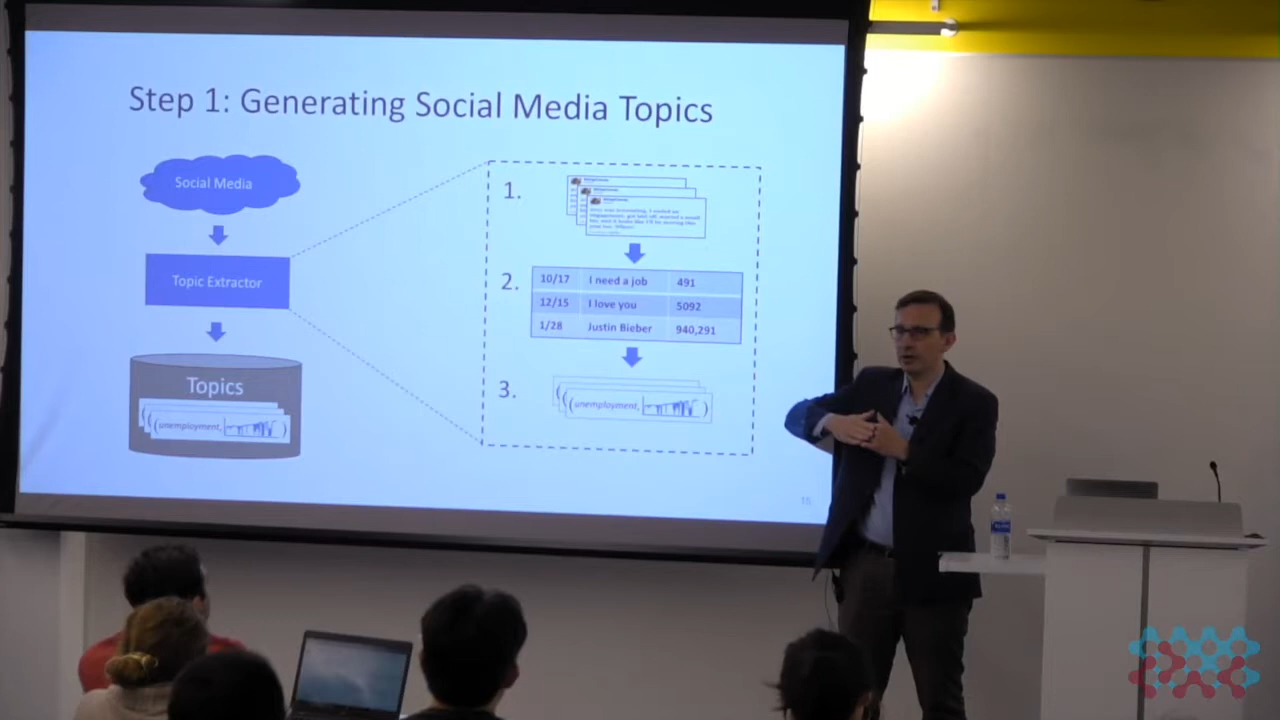 Step 1: Generating Social Media Topics
Social Media
Topic Extractor
Topics
(unemployment, )
1.
2.
10/17 I need a job 491
12/15 I love you 5092
1/28 Justin Bieber 940,291
3.
(unemployment, )
15